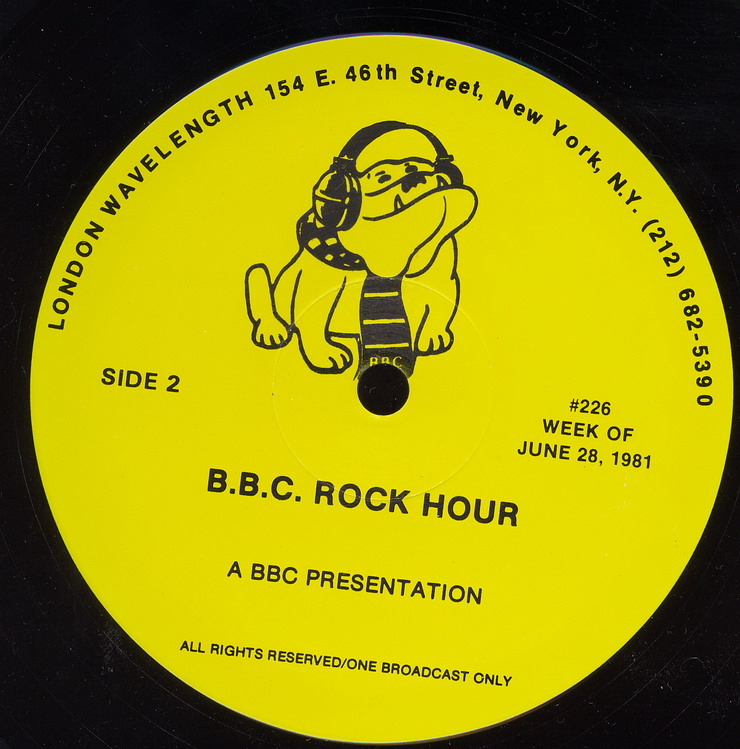 LONDON WAVELENGTH 154 E. 46th Street, New York, N.Y. (212) 682-5390
BBC
SIDE 2
#226
WEEK OF
JUNE 28, 1981
B.B.C. ROCK HOUR
A BBC PRESENTATION
ALL RIGHTS RESERVED/ONE BROADCAST ONLY